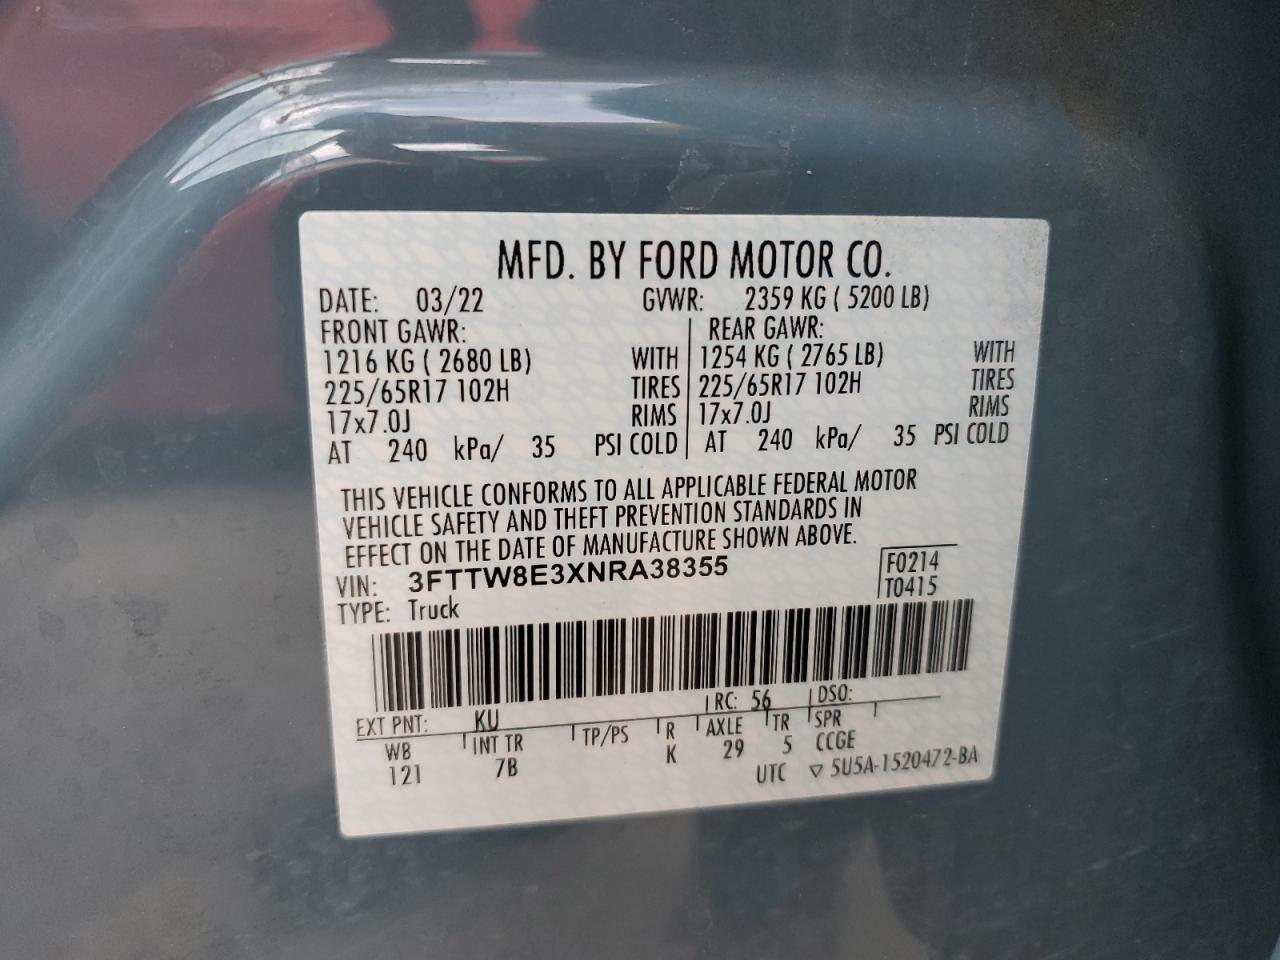 MFD. BY FORD MOTOR CO.
DATE: 03/22 GVWR: 2359 KG ( 5200 LB)
FRONT GAWR: REAR GAWR:
1216 KG ( 2680 LB) WITH 1254 KG ( 2765 LB) WITH
225/65R17 102H TIRES 225/65R17 102H TIRES
17x7.0J RIMS 17x7.0J RIMS
AT 240 kPa/ 35 PSI COLD AT 240 kPa/ 35 PSI COLD
THIS VEHICLE CONFORMS TO ALL APPLICABLE FEDERAL MOTOR
VEHICLE SAFETY AND THEFT PREVENTION STANDARDS IN
EFFECT ON THE DATE OF MANUFACTURE SHOWN ABOVE.
VIN: 3FTTW8E3XNRA38355 F0214
TYPE: Truck T0415
EXT PNT: KU RC: 56 DSO:
WB INT TR TP/PS R AXLE TR SPR
121 7B K 29 5 CCGE
UTC ▽ 5U5A-1520472-BA